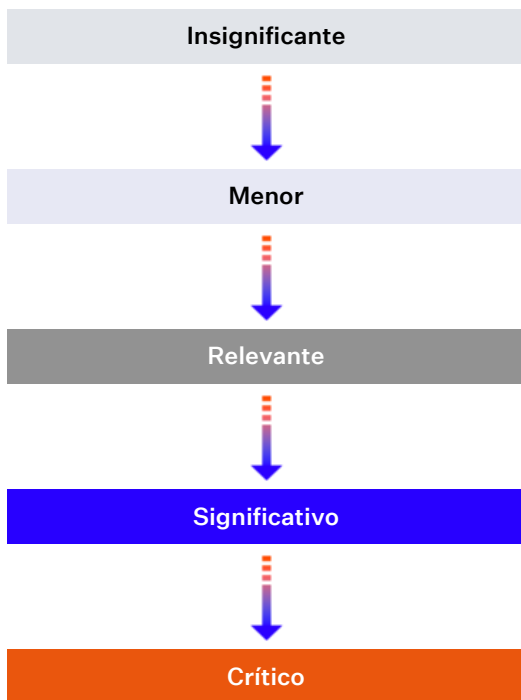 Insignificante
Menor
Relevante
Significativo
Crítico